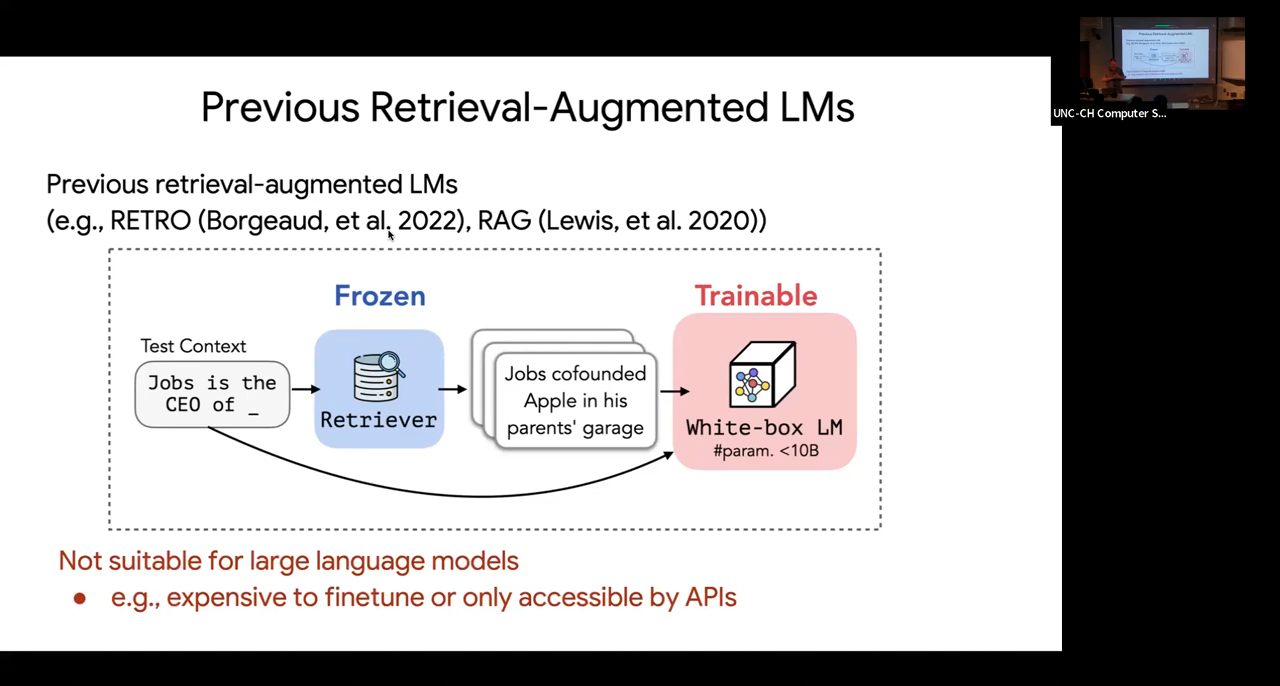 Previous Retrieval-Augmented LMs
UNC-CH Computer S...
Previous retrieval-augmented LMs
(e.g., RETRO (Borgeaud, et al. 2022), RAG (Lewis, et al. 2020))
Frozen
Trainable
Test Context
Jobs is the
CEO of _
Retriever
Jobs cofounded
Apple in his
parents' garage
White-box LM
#param. <10B
Not suitable for large language models
● e.g., expensive to finetune or only accessible by APIs